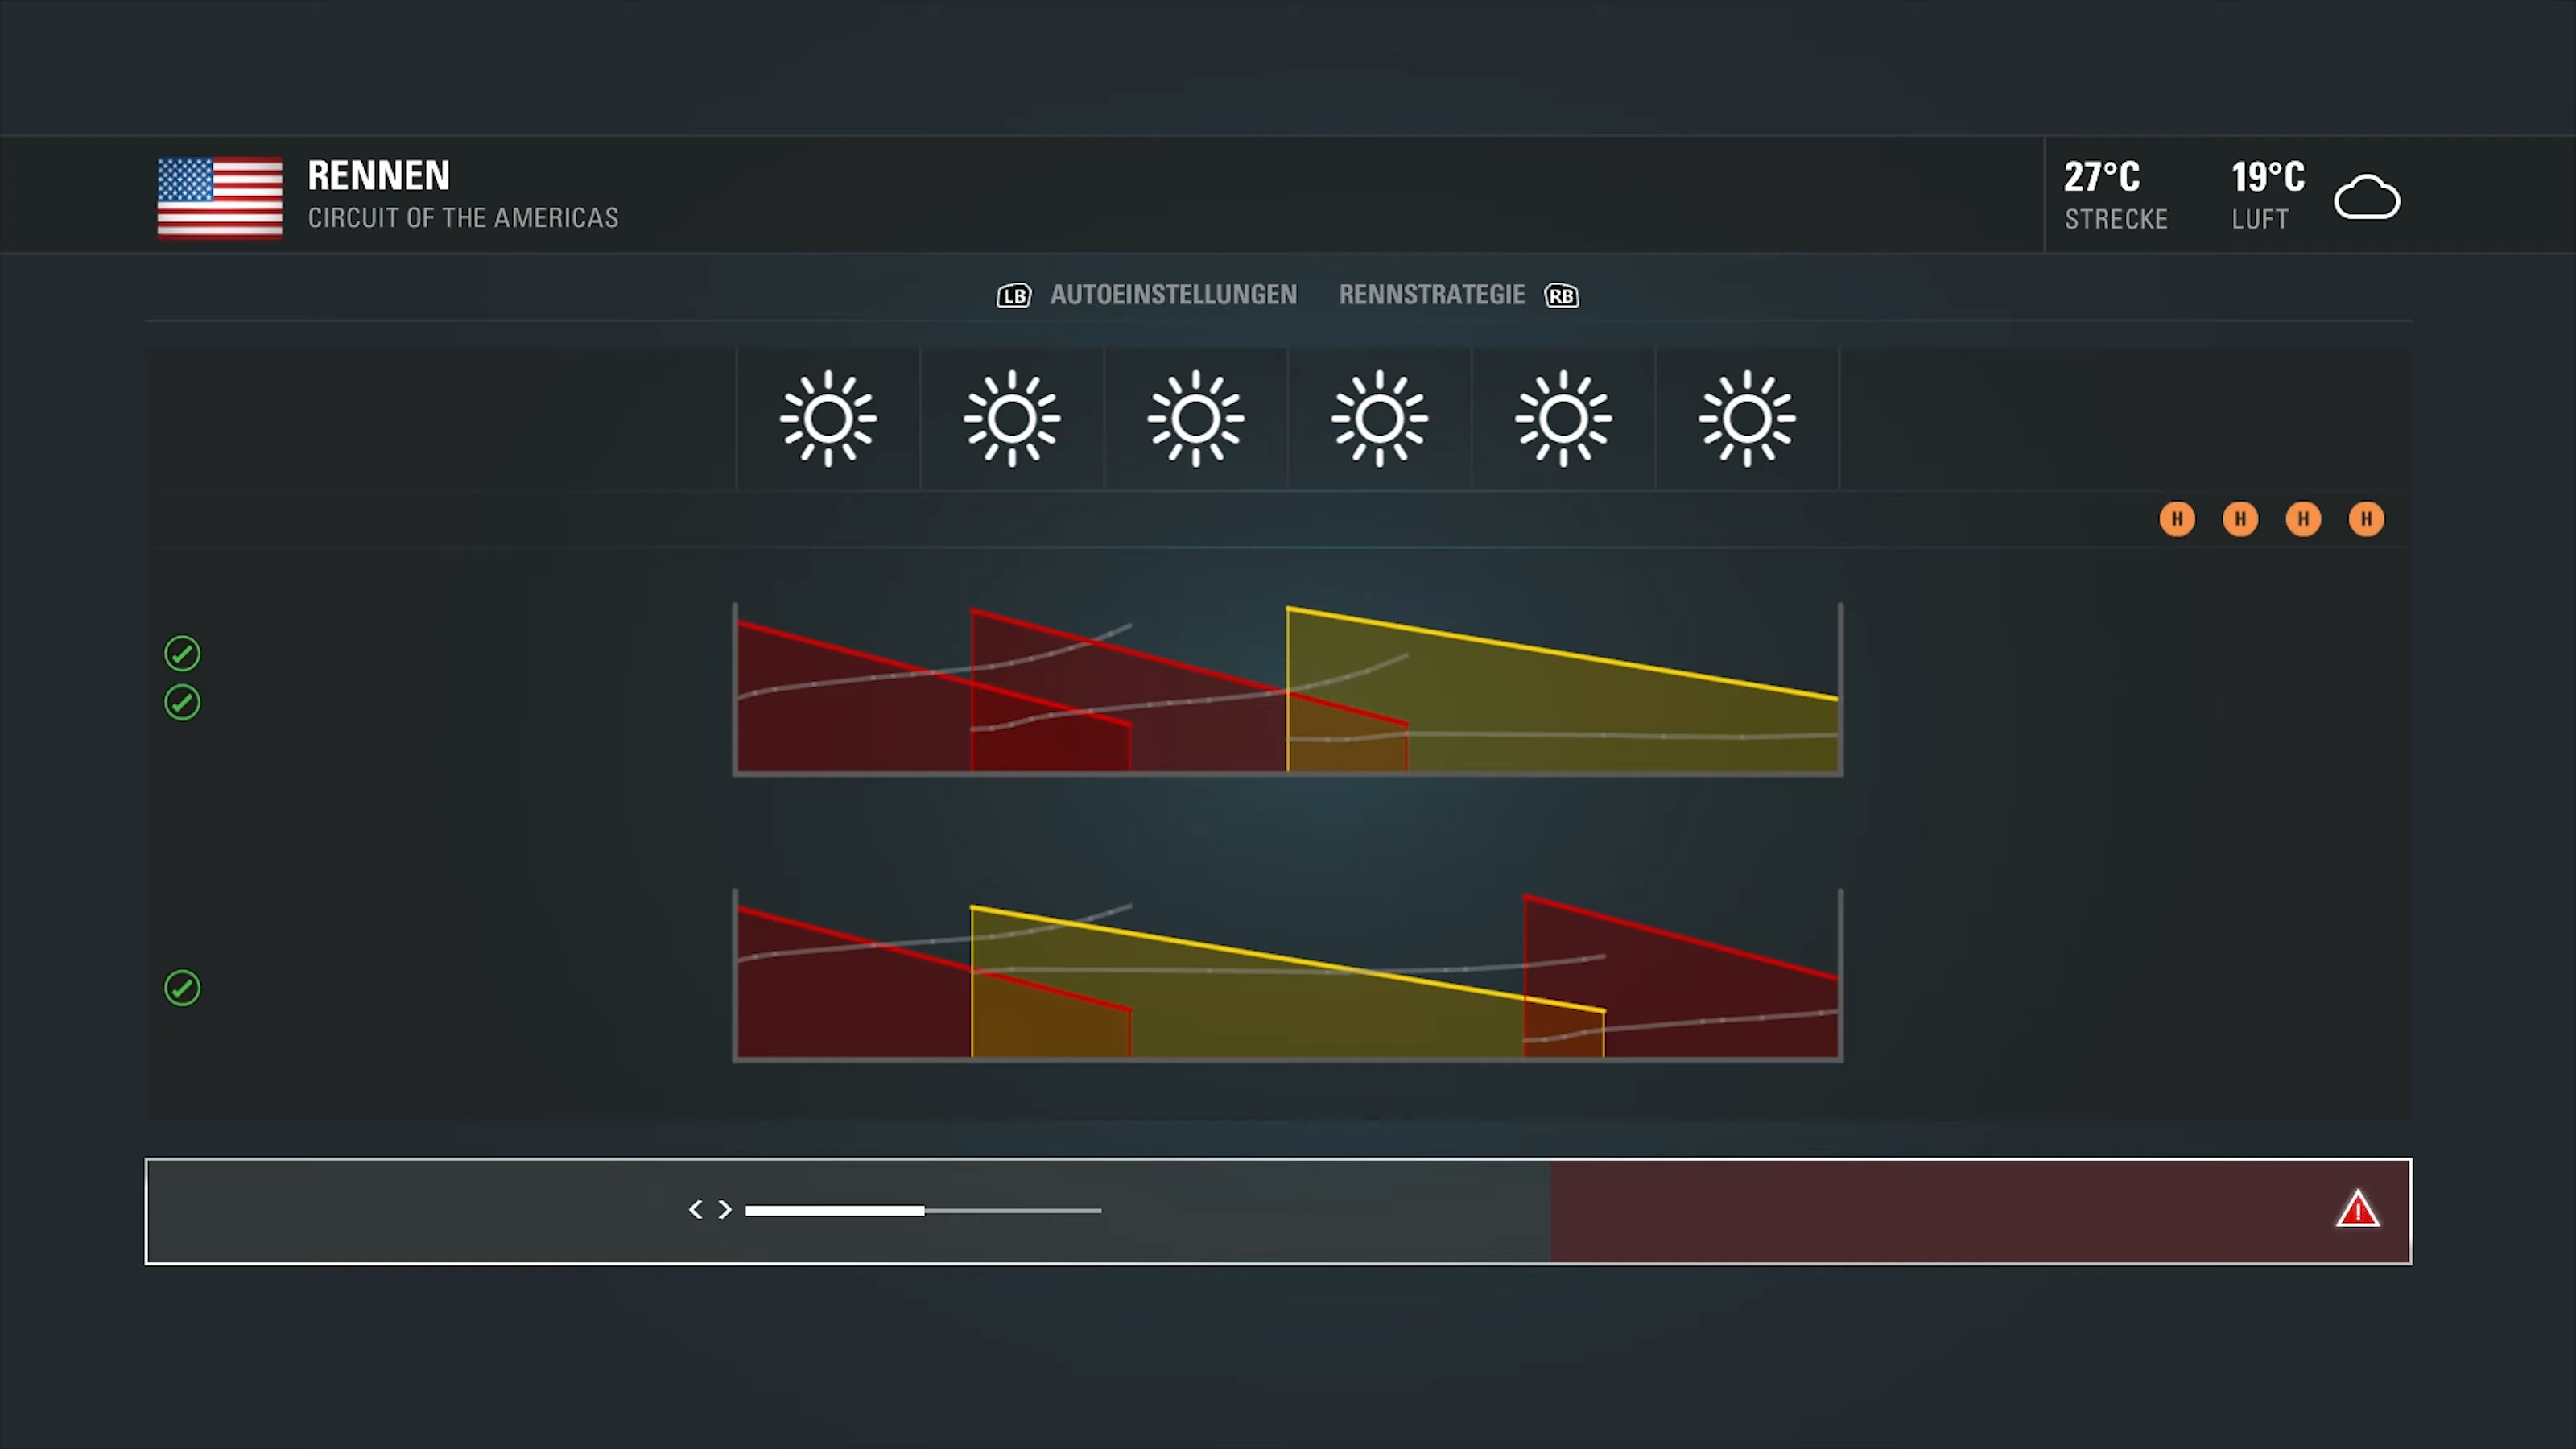 RENNEN
CIRCUIT OF THE AMERICAS
27°C
STRECKE
19°C
LUFT
LB AUTOEINSTELLUNGEN RENNSTRATEGIE RB
H H H H